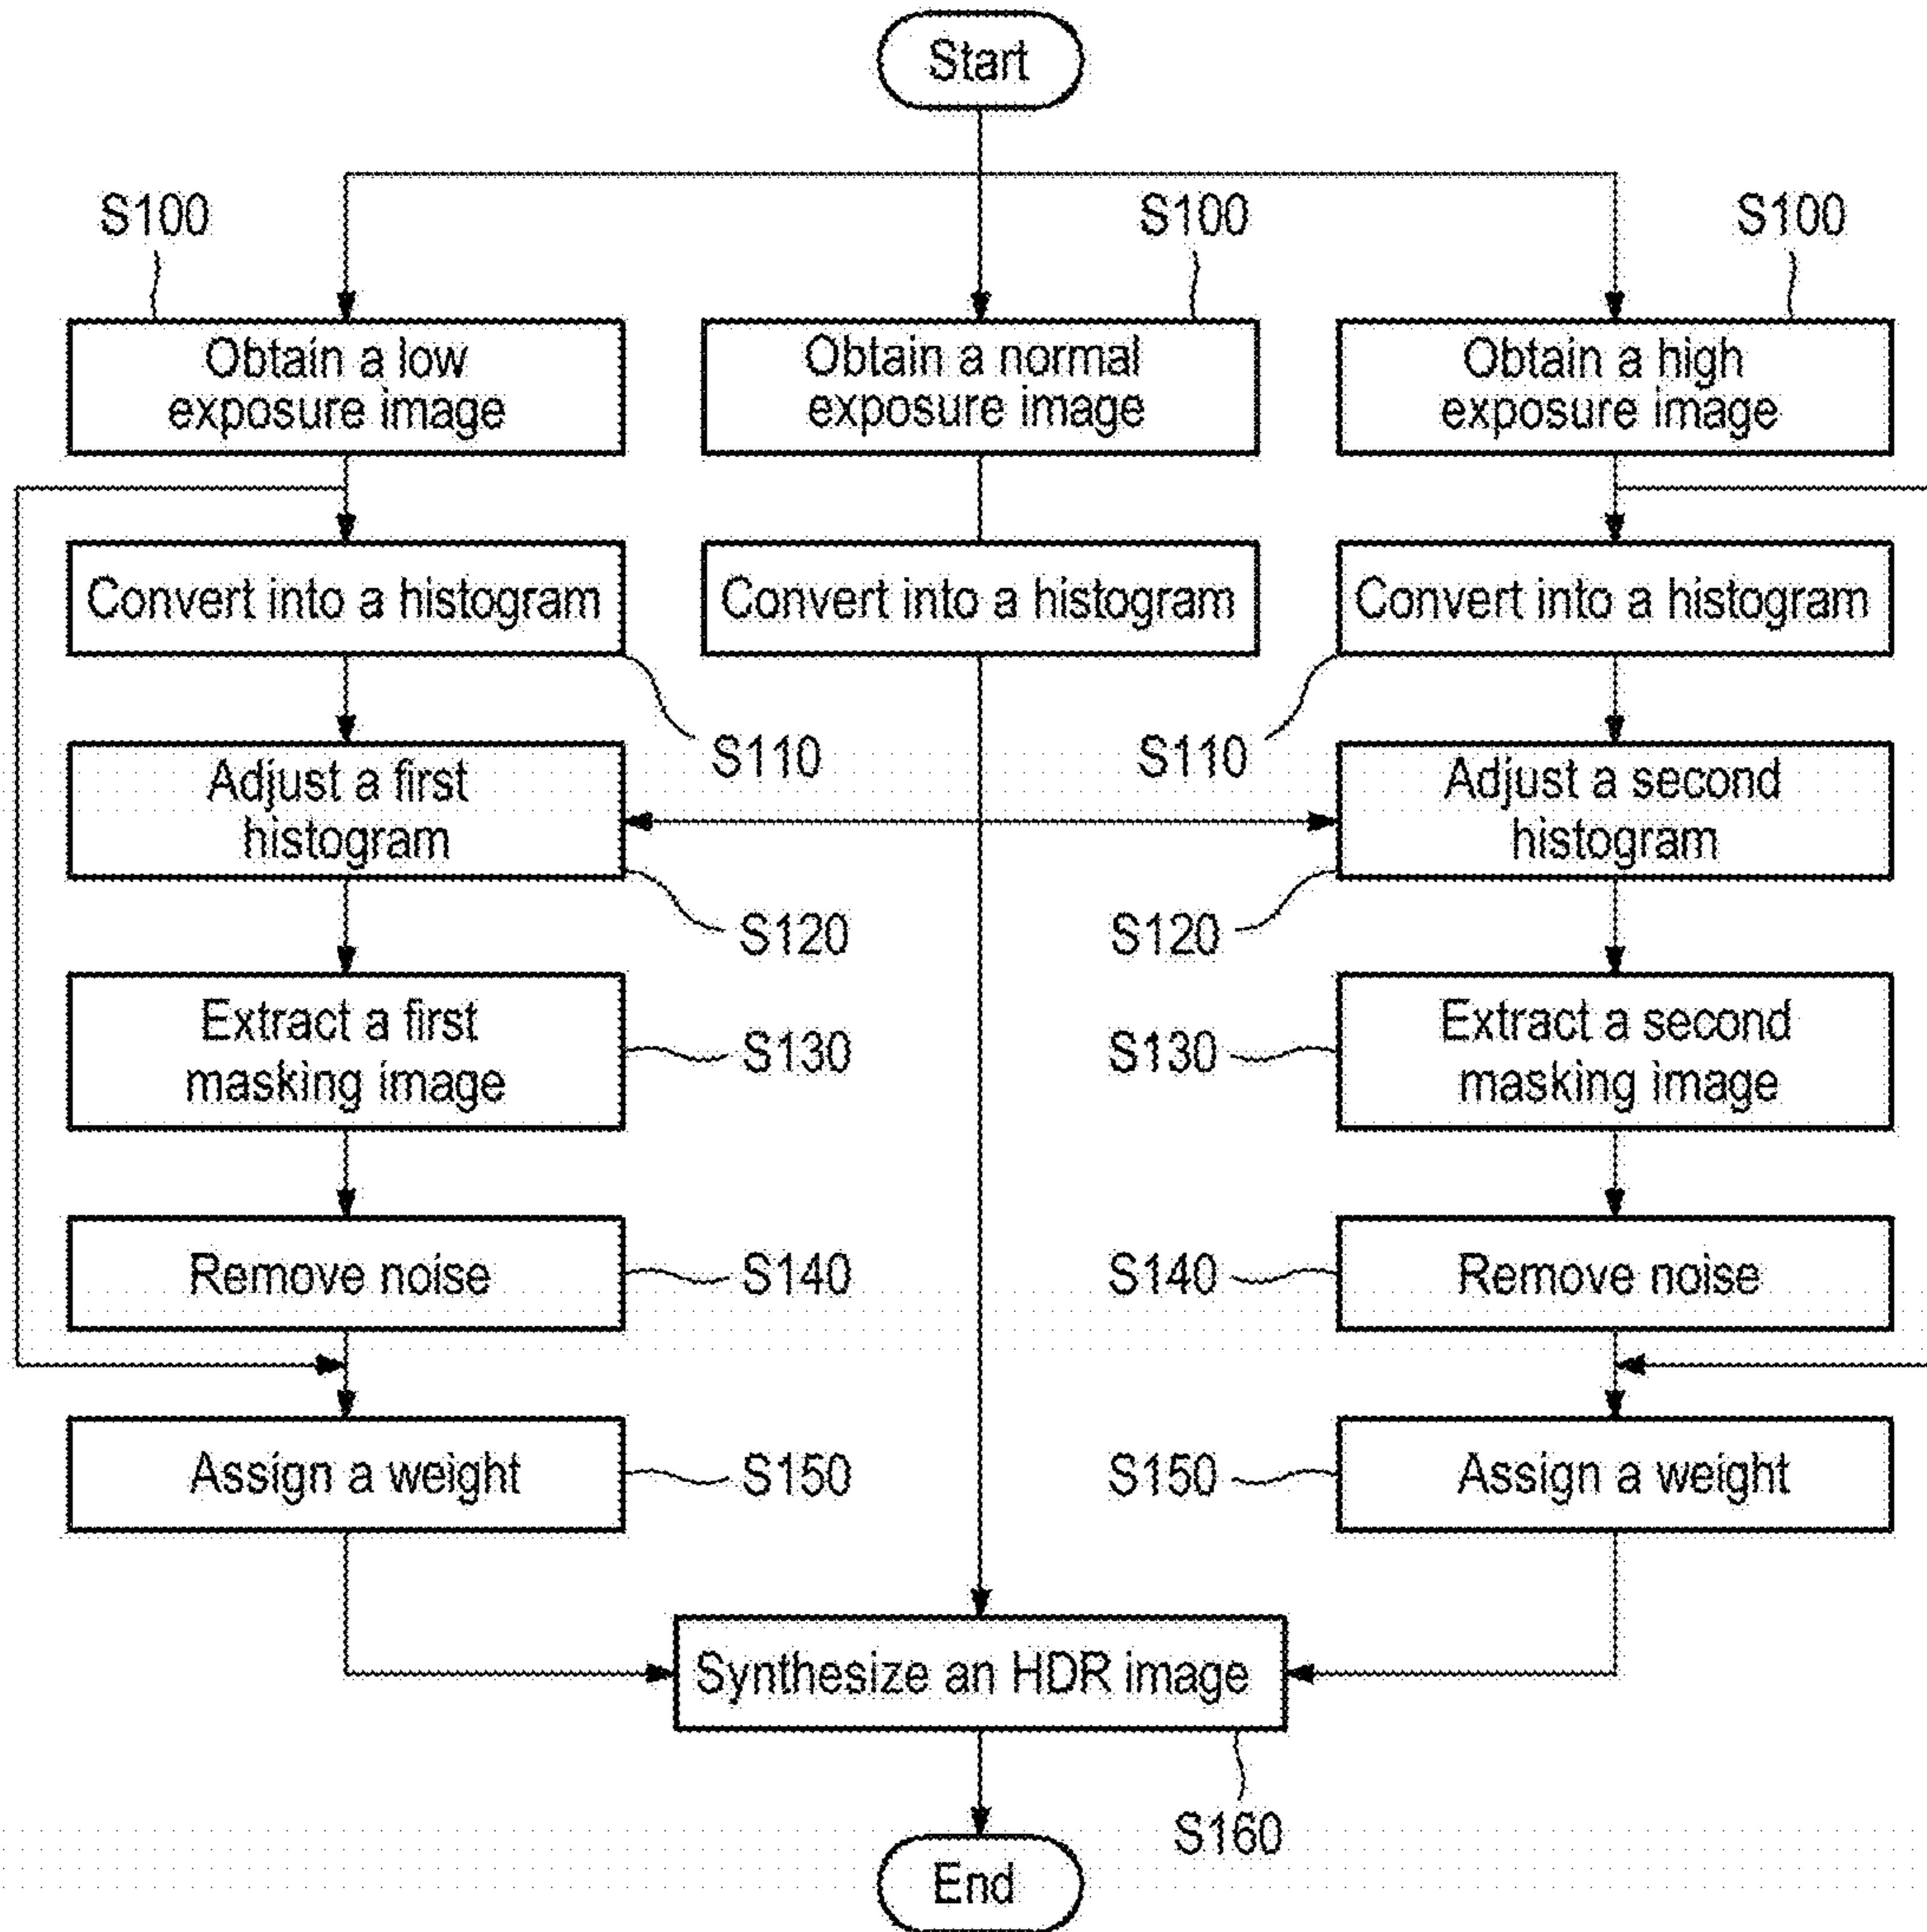 Start
S100
S100
S100
Obtain a low
exposure image
Obtain a normal
exposure image
Obtain a high
exposure image
Convert into a histogram
Convert into a histogram
Convert into a histogram
S110
S110
Adjust a first
histogram
Adjust a second
histogram
S120
S120
Extract a first
masking image
S130
S130
Extract a second
masking image
Remove noise
S140
S140
Remove noise
Assign a weight
S150
S150
Assign a weight
Synthesize an HDR image
S160
End